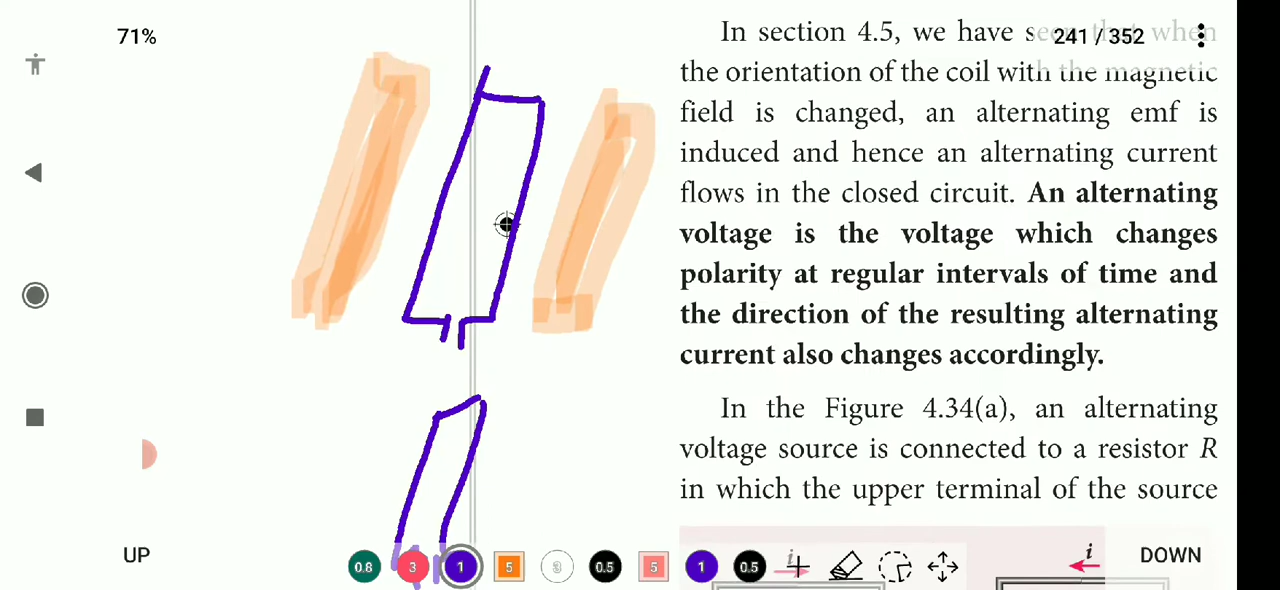 71%
241 / 352
In section 4.5, we have seen that when
the orientation of the coil with the magnetic
field is changed, an alternating emf is
induced and hence an alternating current
flows in the closed circuit. An alternating
voltage is the voltage which changes
polarity at regular intervals of time and
the direction of the resulting alternating
current also changes accordingly.
In the Figure 4.34(a), an alternating
voltage source is connected to a resistor R
in which the upper terminal of the source
UP
0.8 3 1 5 3 0.5 5 1 0.5
i
i
DOWN